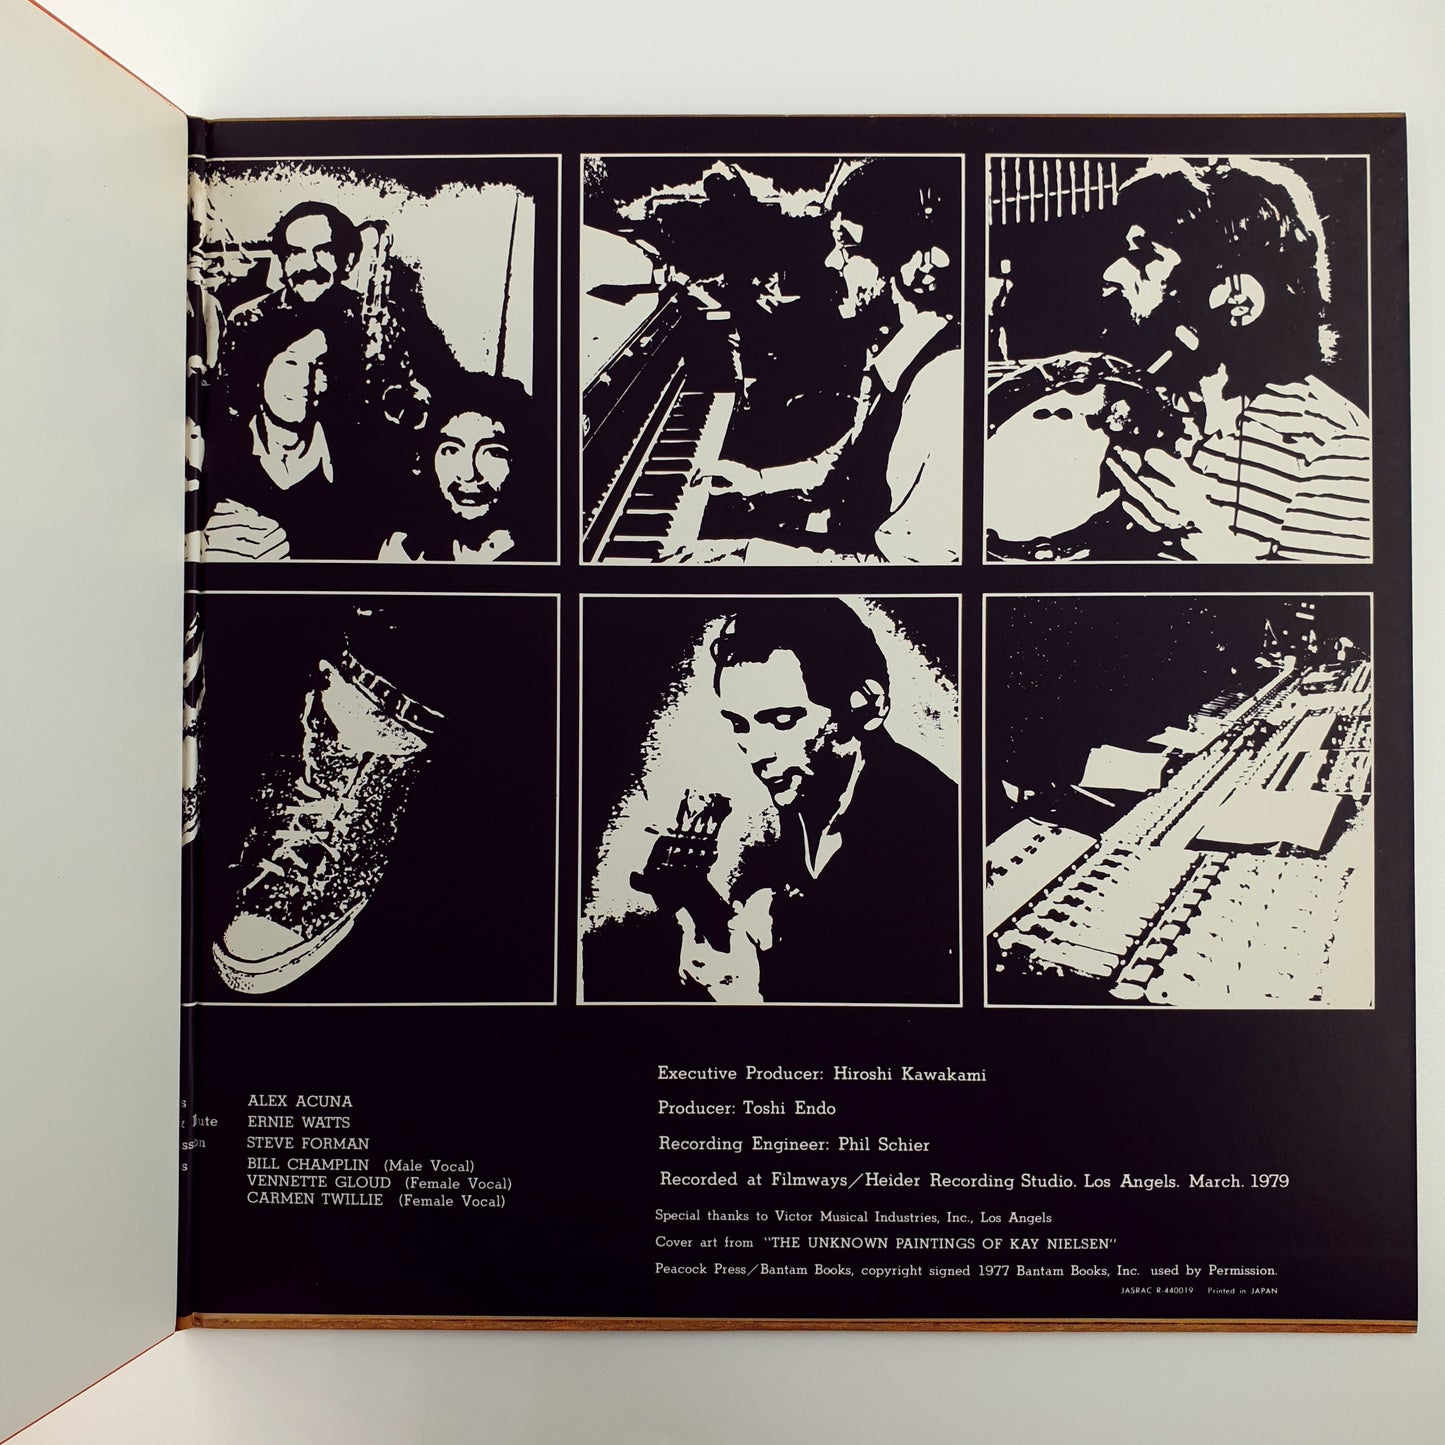 ALEX ACUNA
ute ERNIE WATTS
STEVE FORMAN
BILL CHAMPLIN (Male Vocal)
VENNETTE GLOUD (Female Vocal)
CARMEN TWILLIE (Female Vocal)
Executive Producer: Hiroshi Kawakami
Producer: Toshi Endo
Recording Engineer: Phil Schier
Recorded at Filmways/Heider Recording Studio. Los Angels. March. 1979
Special thanks to Victor Musical Industries, Inc., Los Angels
Cover art from "THE UNKNOWN PAINTINGS OF KAY NIELSEN"
Peacock Press/Bantam Books, copyright signed 1977 Bantam Books, Inc. used by Permission.
JASRAC R-440019 Printed in JAPAN